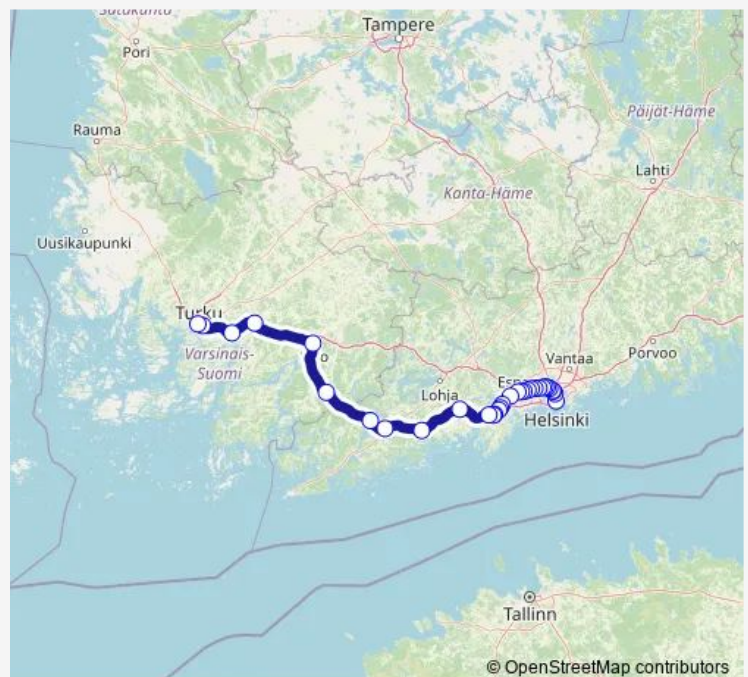 Satakunta
Tampere
Pori
Päijät-Häme
Rauma
Lahti
Kanta-Häme
Uusikaupunki
Turku
Varsinais-
Suomi
Vantaa
Porvoo
Lohja
Helsinki
Tallinn
© OpenStreetMap contributors